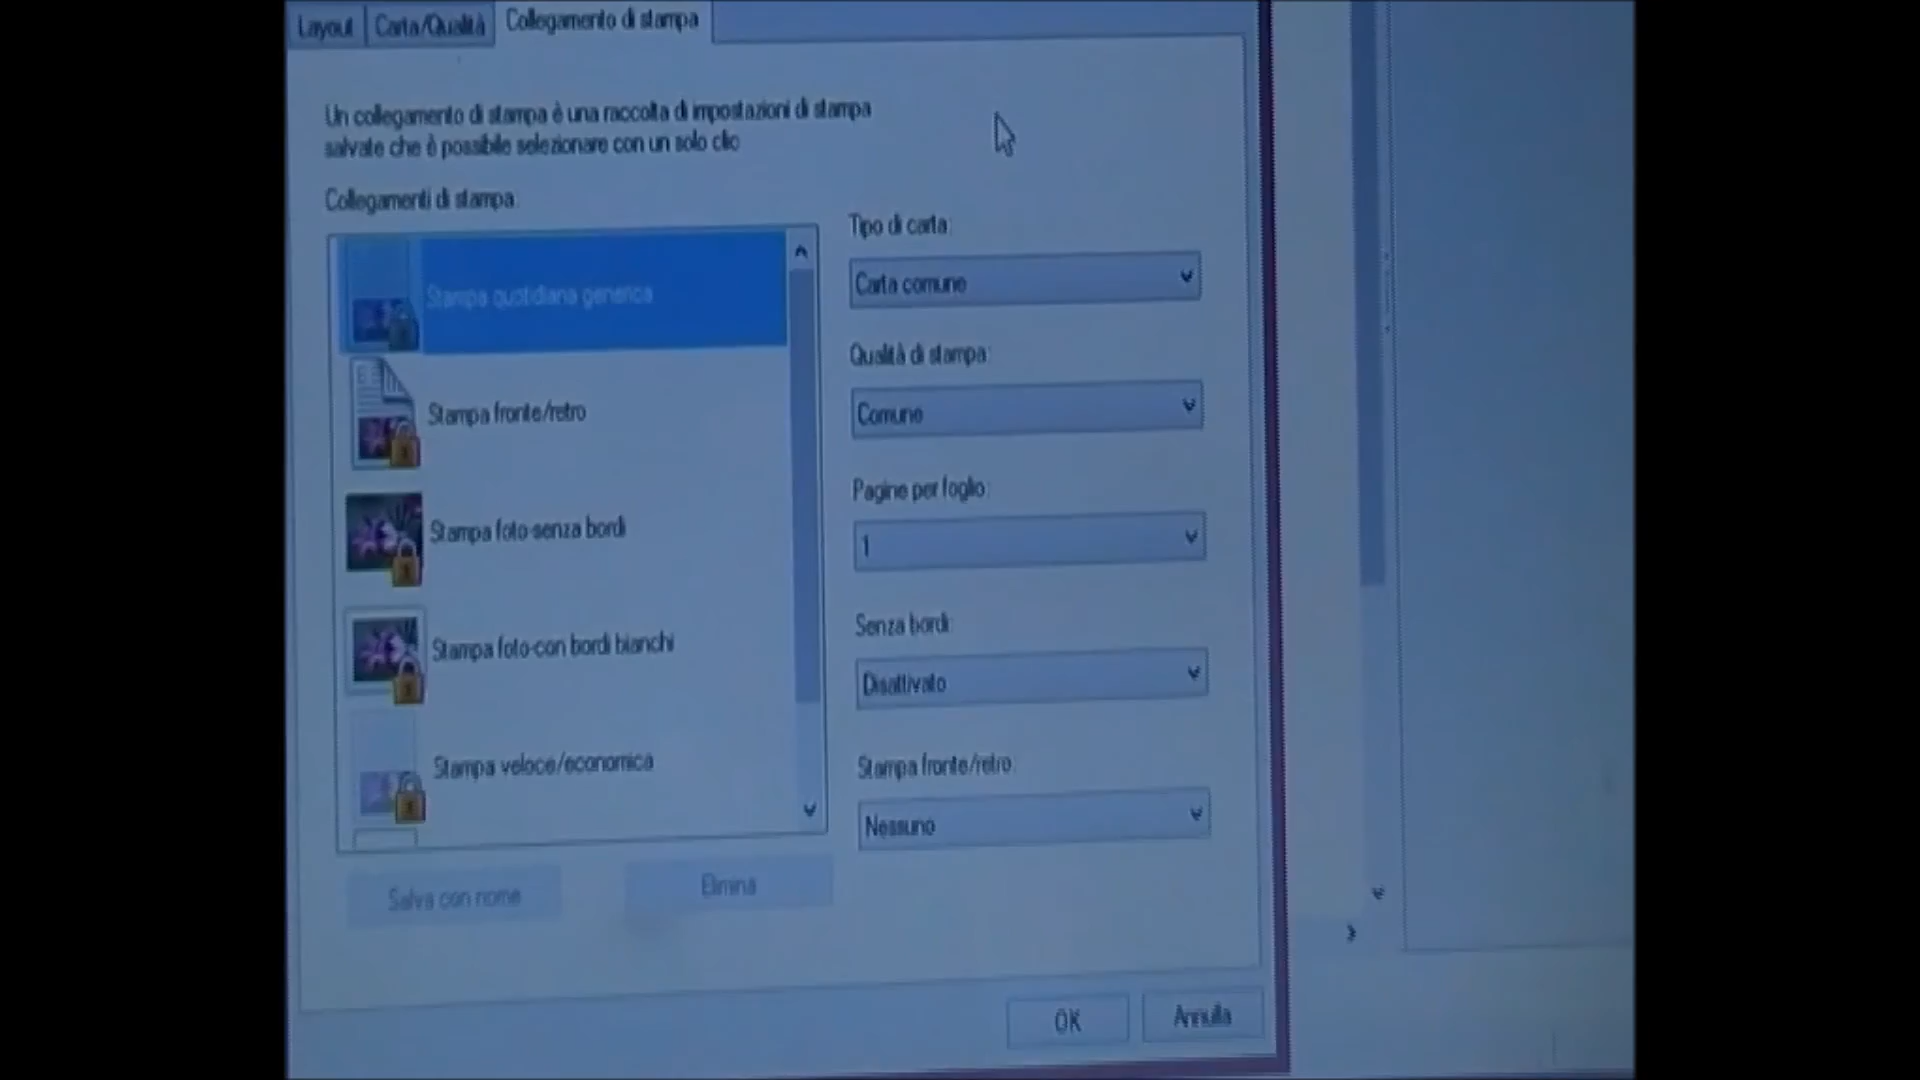 Layout
Carta/Qualità
Collegamento di stampa
Un collegamento di stampa è una raccolta di impostazioni di stampa
salvate che è possibile selezionare con un solo clic
Collegamenti di stampa:
Stampa quotidiana generica
Stampa fronte/retro
Stampa foto-senza bordi
Stampa foto-con bordi bianchi
Stampa veloce/economica
Salva con nome
Elimina
Tipo di carta:
Carta comune
Qualità di stampa:
Comune
Pagine per foglio:
1
Senza bordi:
Disattivato
Stampa fronte/retro:
Nessuno
OK
Annulla